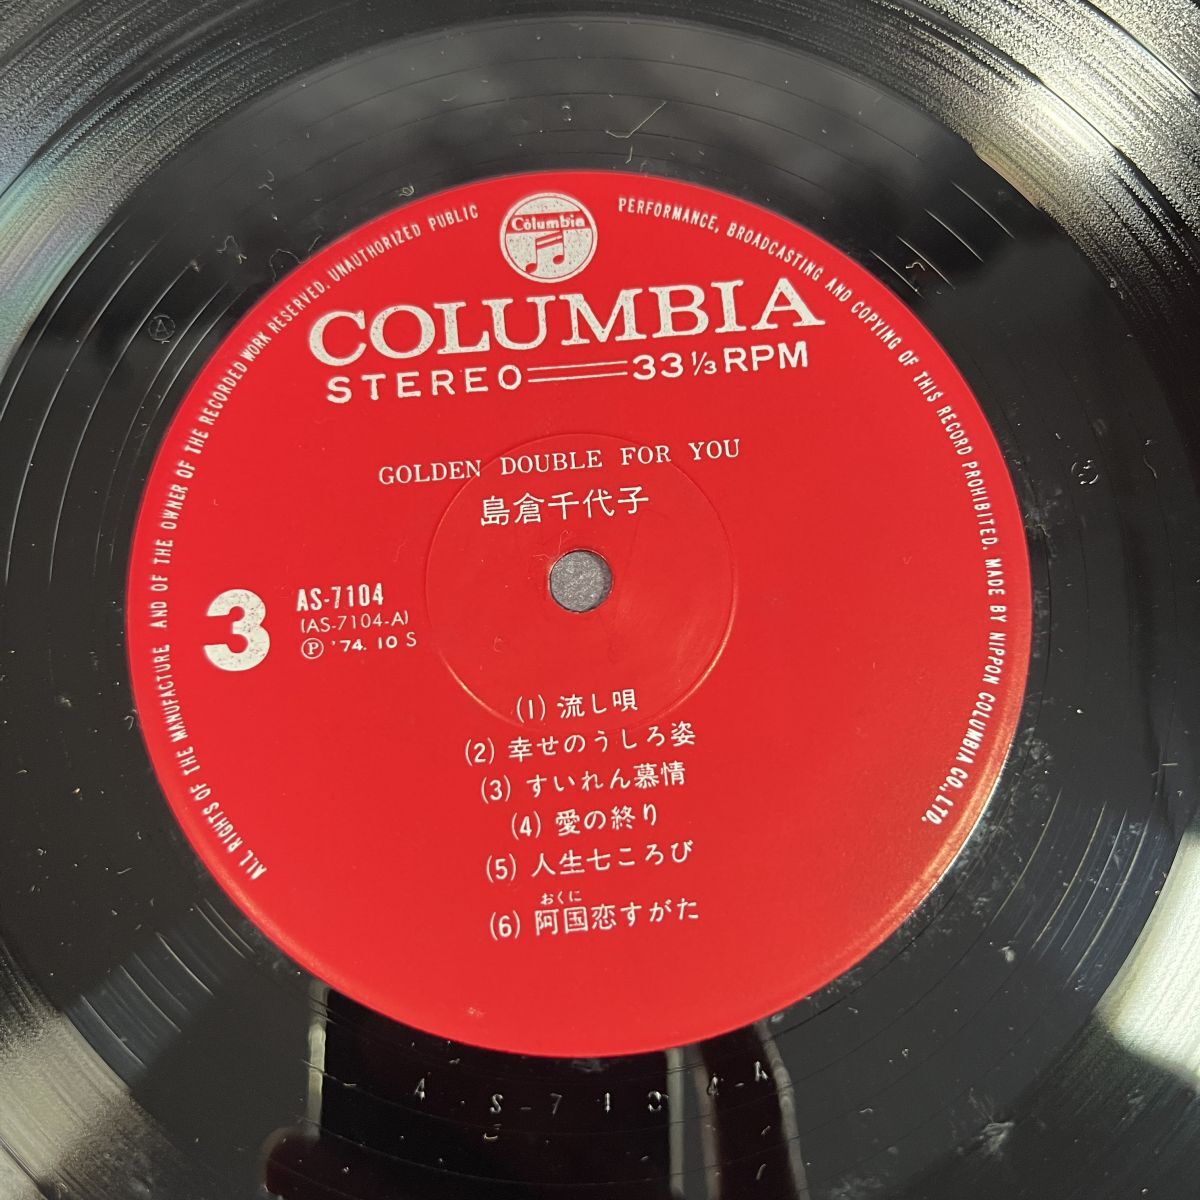 Columbia
COLUMBIA
STEREO 33 1/3 RPM
GOLDEN DOUBLE FOR YOU
島倉千代子
3
AS-7104
(AS-7104-A)
Ⓟ '74. 10 S
(1) 流し唄
(2) 幸せのうしろ姿
(3) すいれん慕情
(4) 愛の終り
(5) 人生七ころび
おくに
(6) 阿国恋すがた
ALL RIGHTS OF THE MANUFACTURE AND OF THE OWNER OF THE RECORDED WORK RESERVED. UNAUTHORIZED PUBLIC PERFORMANCE, BROADCASTING AND COPYING OF THIS RECORD PROHIBITED. MADE BY NIPPON COLUMBIA CO., LTD.
AS-7104-A